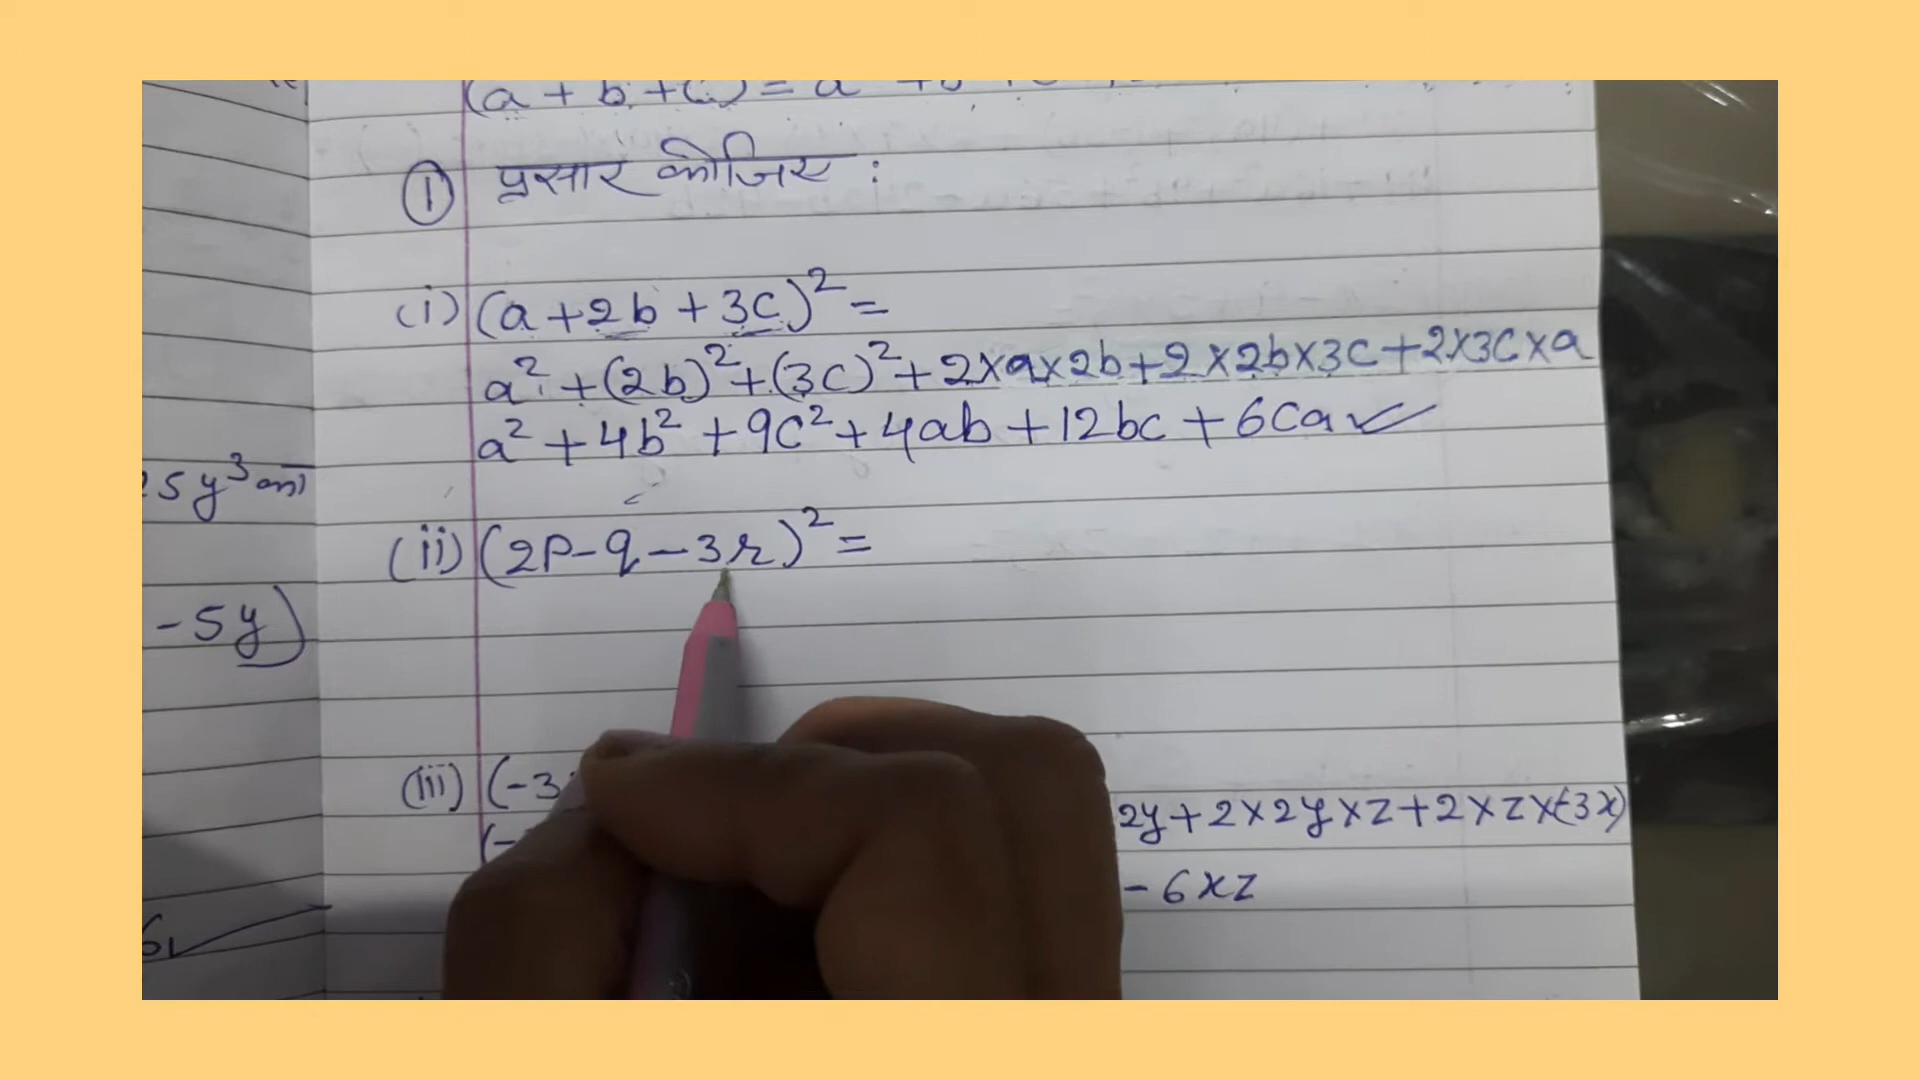 (a + b + c) = a
① प्रसार कीजिए :
(i) (a + 2b + 3c)² =
a² + (2b)² + (3c)² + 2×a×2b + 2×2b×3c + 2×3c×a
a² + 4b² + 9c² + 4ab + 12bc + 6ca
5y³ का
(ii) (2p - q - 3r)² =
-5y)
(iii) (-3
2y + 2×2y×z + 2×z×(-3x)
(-
- 6xz